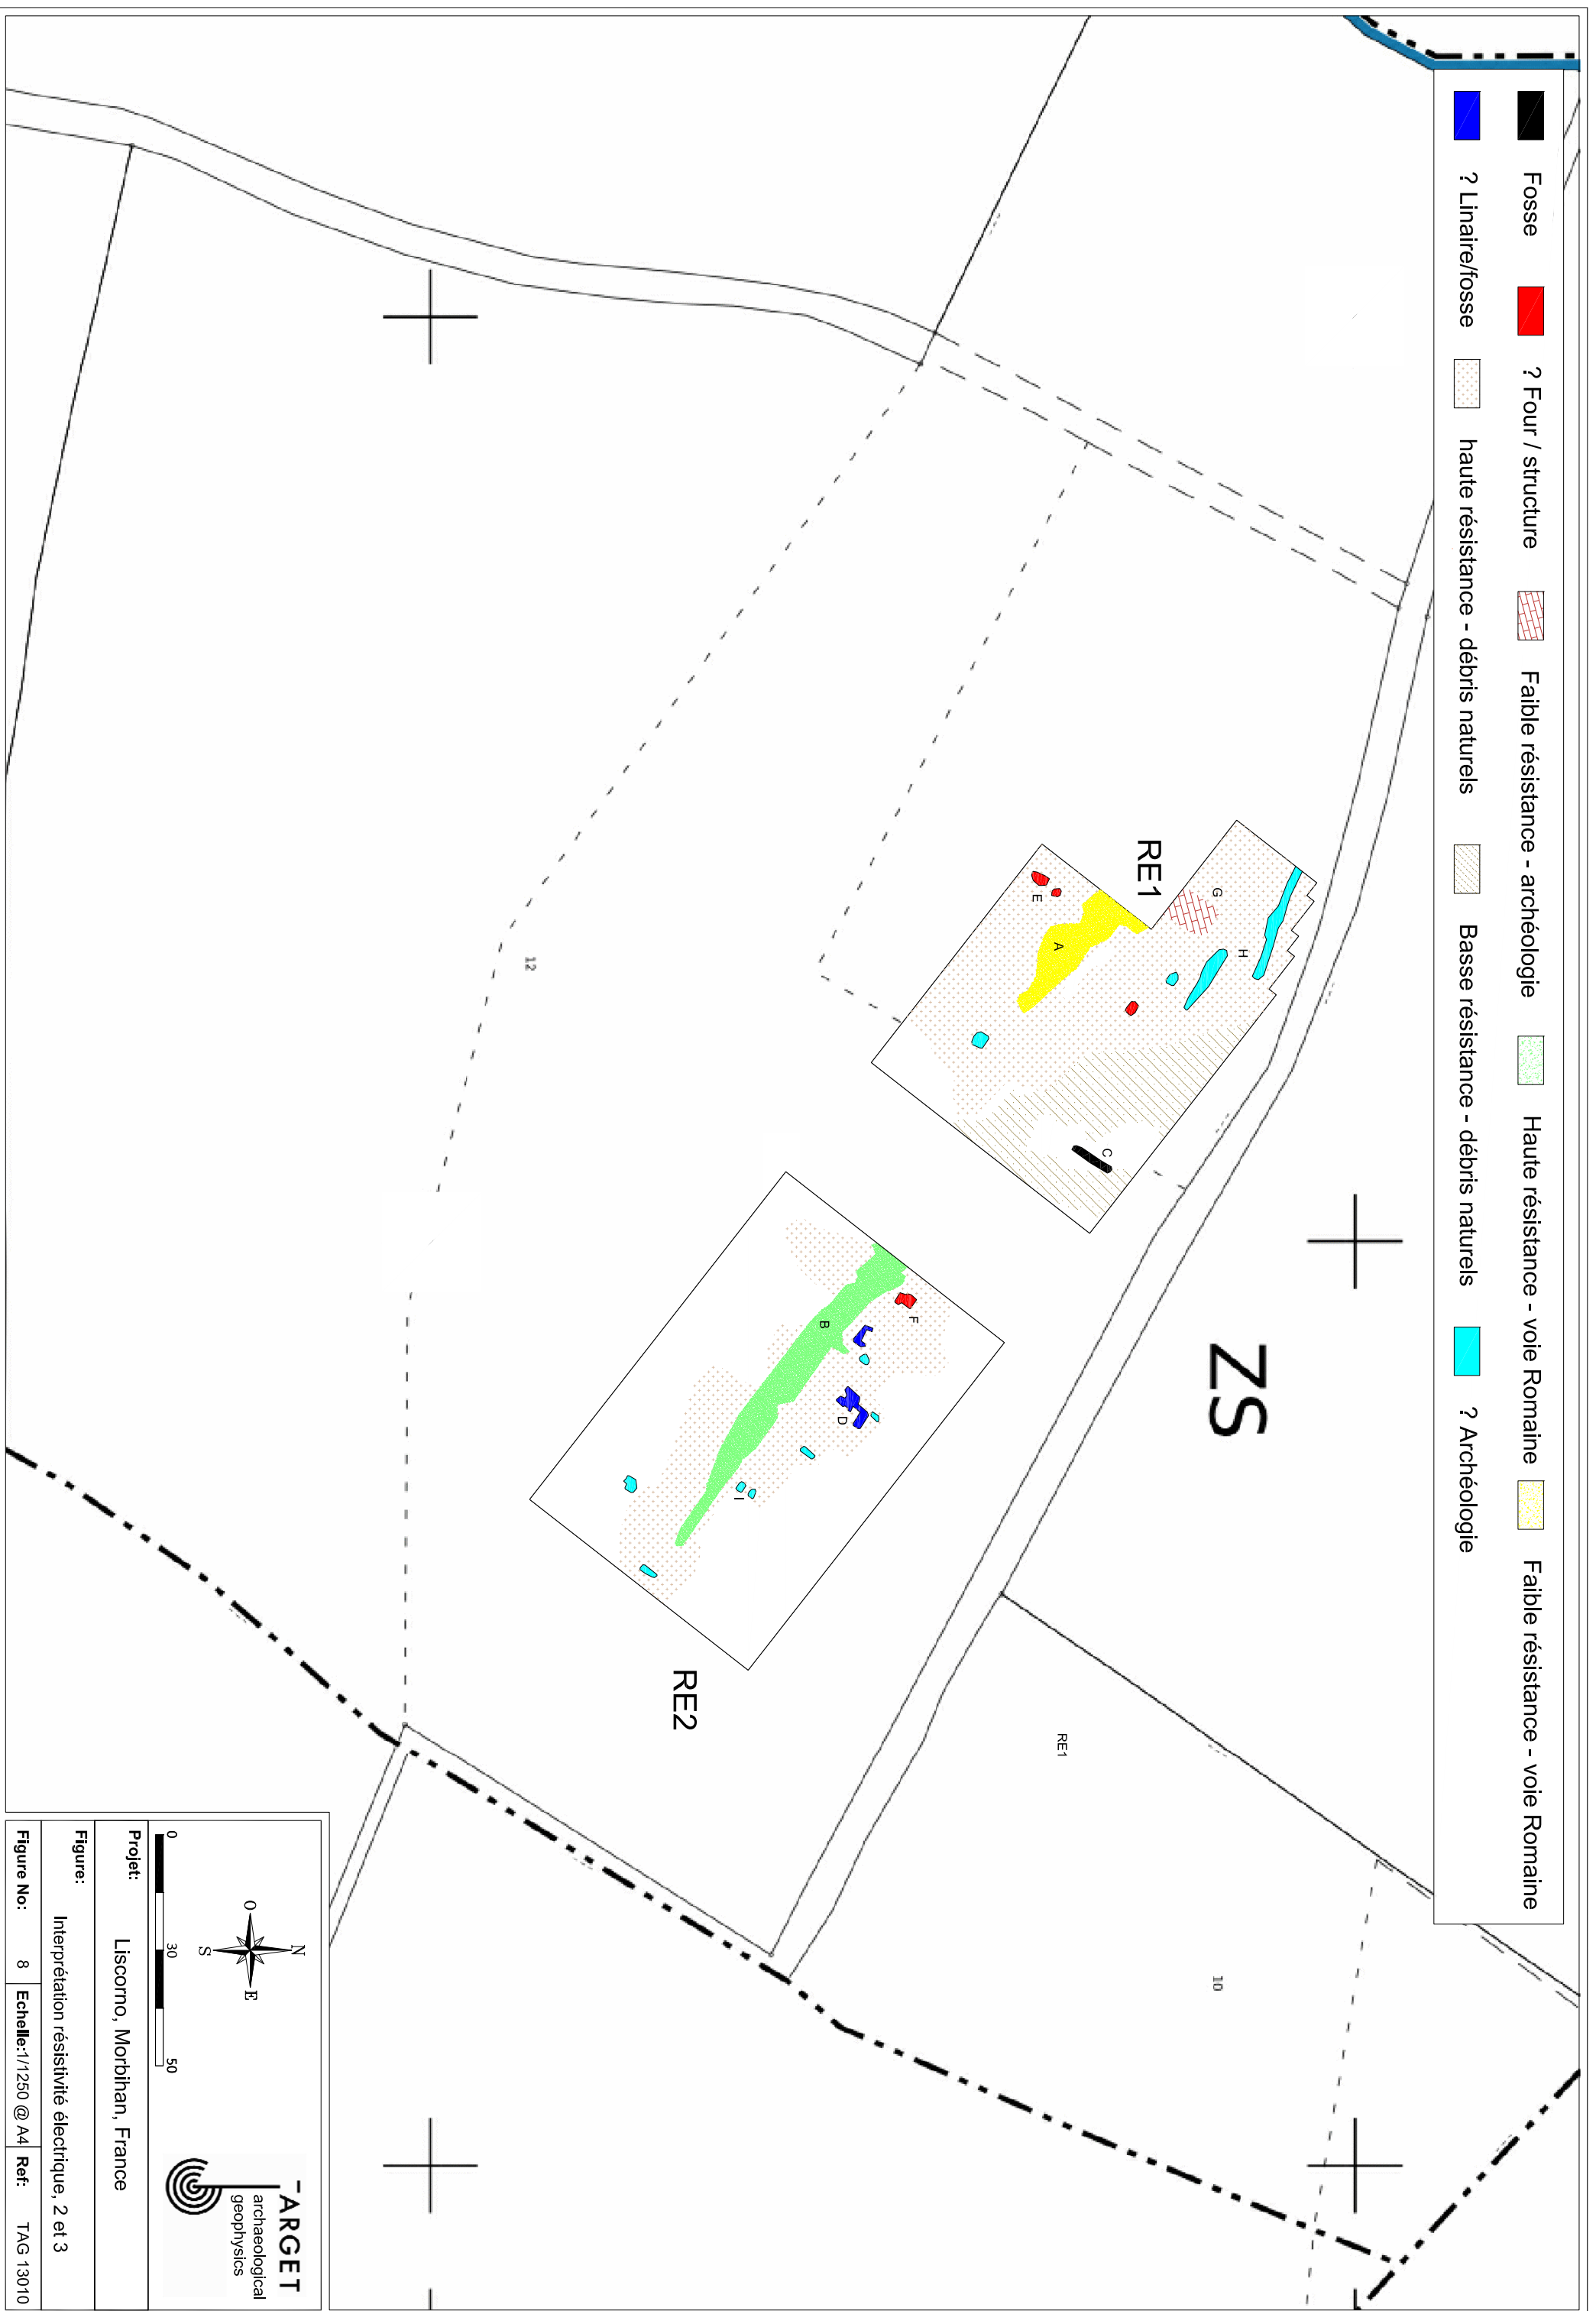 Fosse
? Four / structure
Faible résistance - archéologie
Haute résistance - voie Romaine
Faible résistance - voie Romaine
? Linaire/fosse
haute résistance - débris naturels
Basse résistance - débris naturels
? Archéologie
ZS
RE1
G
H
E
A
C
12
F
B
D
I
RE2
RE1
10
N
O
E
S
0
30
50
TARGET
archaeological
geophysics
Projet:
Liscorno, Morbihan, France
Figure:
Interprétation résistivité électrique, 2 et 3
Figure No: 8 Echelle:1/1250 @ A4 Ref: TAG 13010